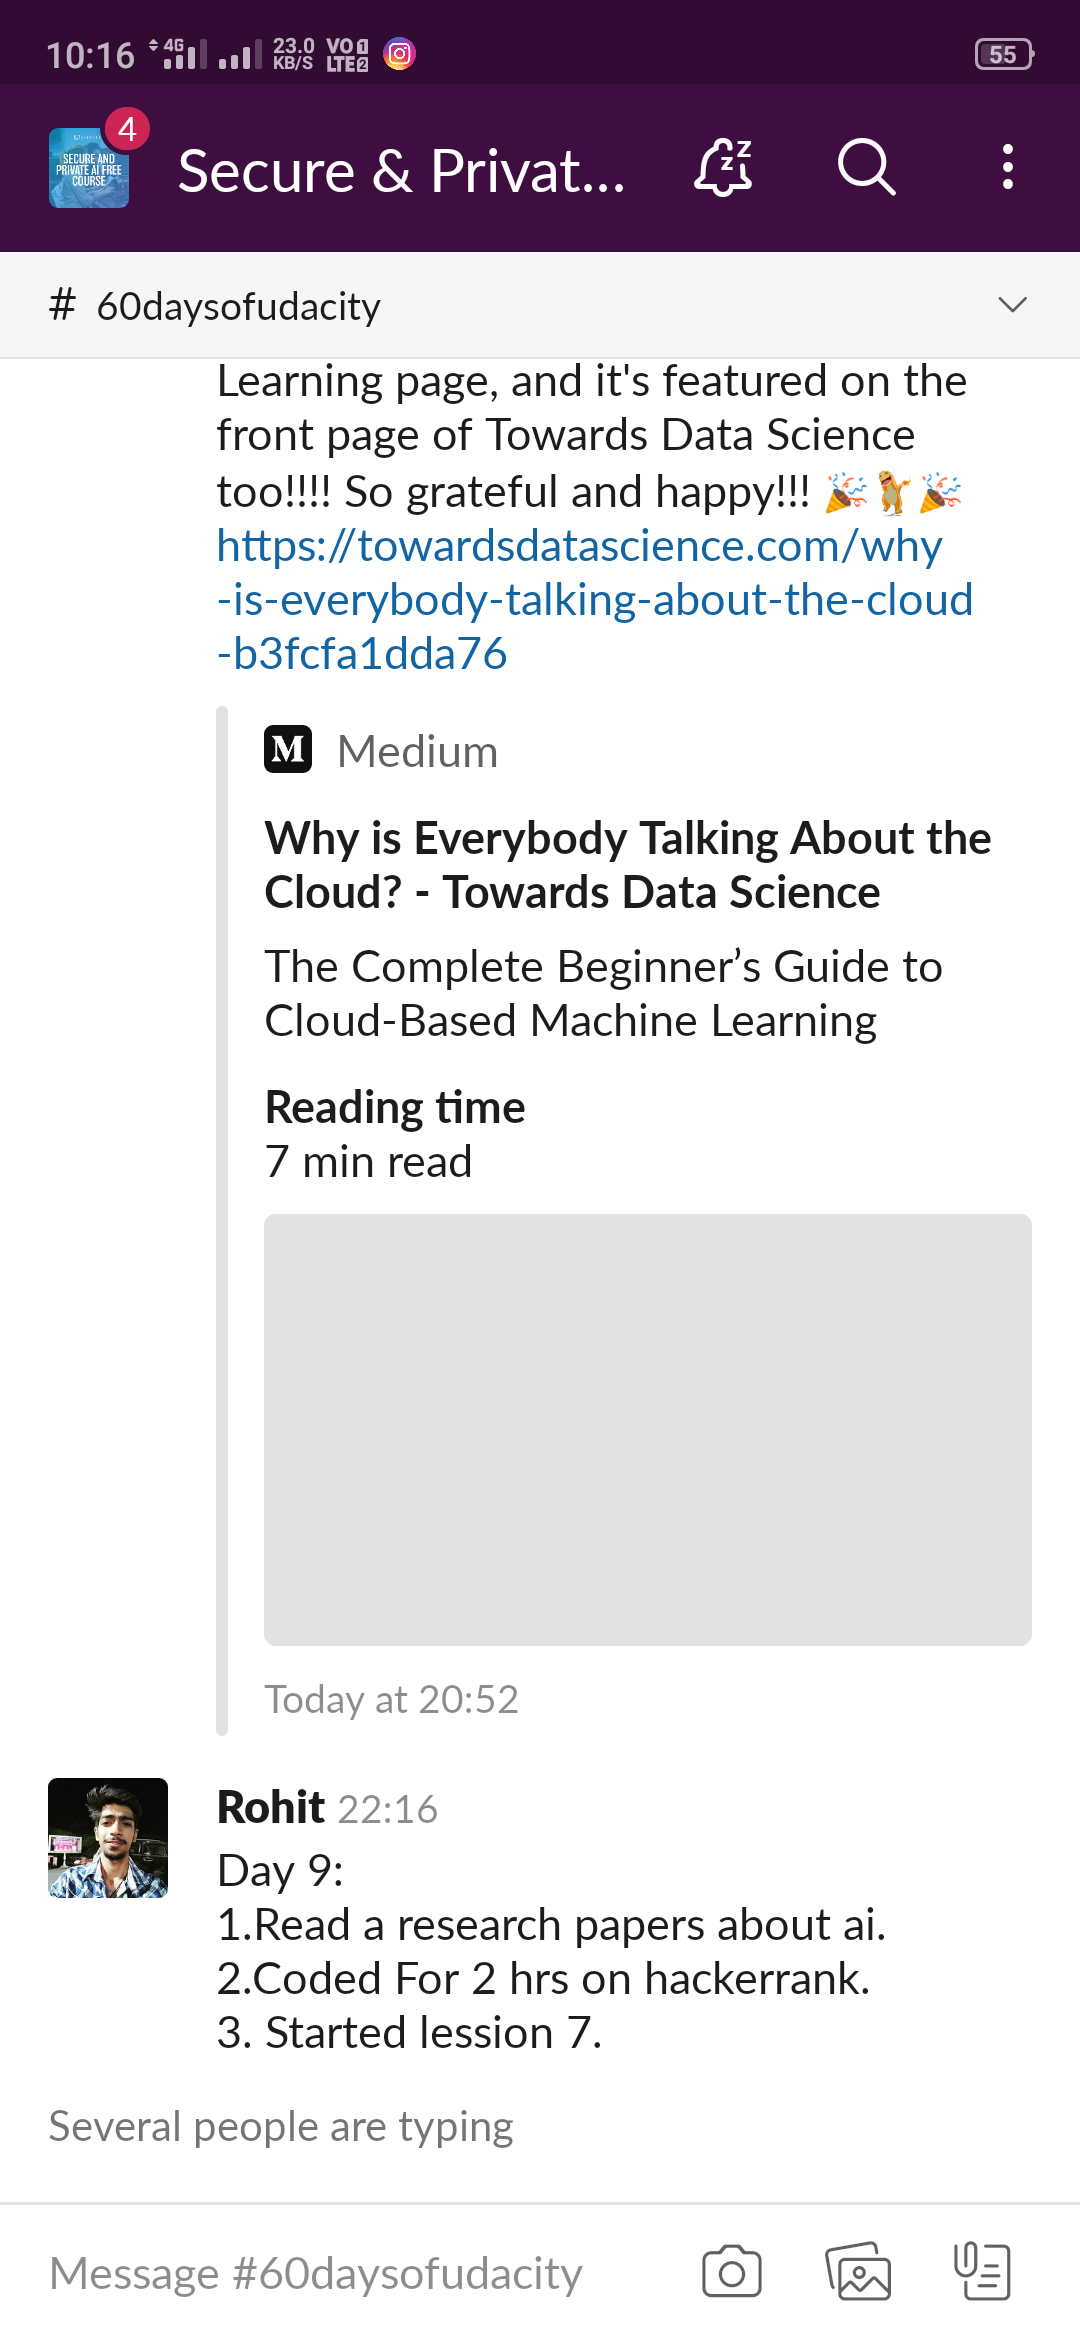 10:16 4G 23.0 KB/S VO 1 LTE 2 55
4
SECURE AND
PRIVATE AI FREE
COURSE
Secure & Privat...
# 60daysofudacity
Learning page, and it's featured on the
front page of Towards Data Science
too!!!! So grateful and happy!!! 🎉 🎉
https://towardsdatascience.com/why
-is-everybody-talking-about-the-cloud
-b3fcfa1dda76
M Medium
Why is Everybody Talking About the
Cloud? - Towards Data Science
The Complete Beginner’s Guide to
Cloud-Based Machine Learning
Reading time
7 min read
Today at 20:52
Rohit 22:16
Day 9:
1.Read a research papers about ai.
2.Coded For 2 hrs on hackerrank.
3. Started lession 7.
Several people are typing
Message #60daysofudacity